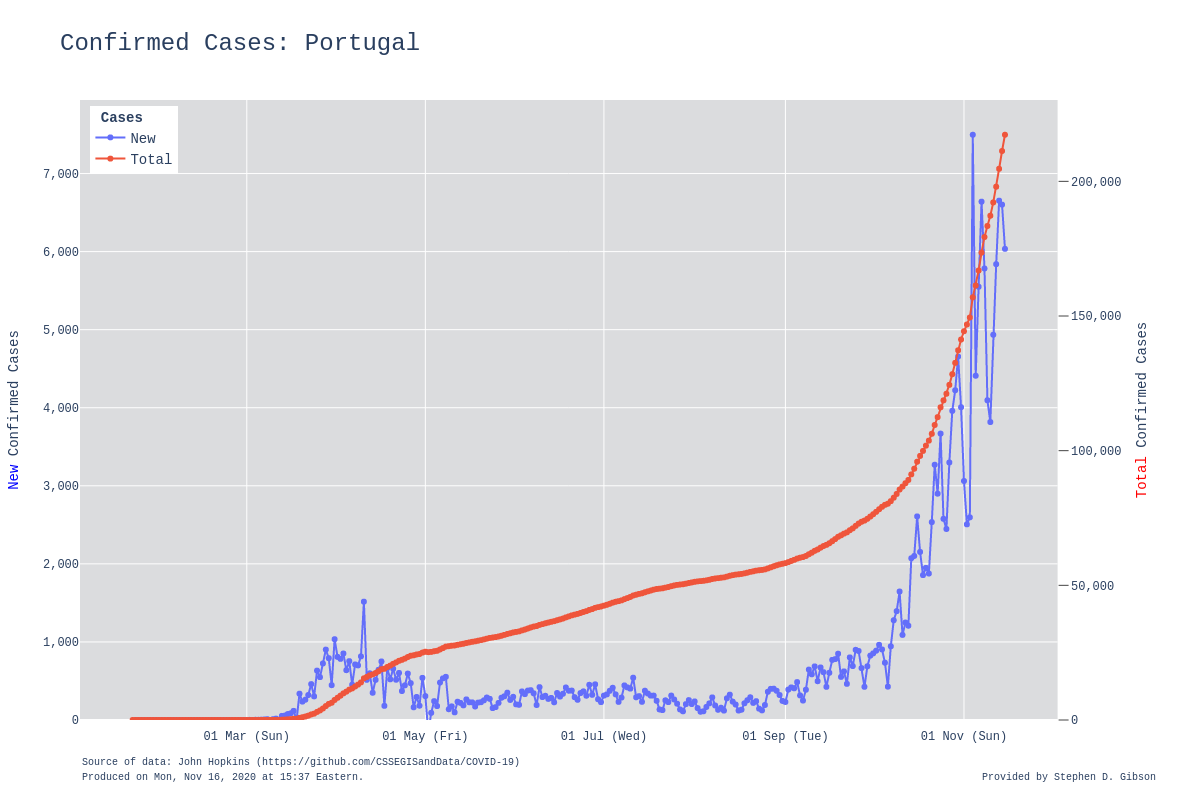 Confirmed Cases: Portugal
Cases
New
Total
7,000
6,000
5,000
4,000
3,000
2,000
1,000
0
New Confirmed Cases
200,000
150,000
100,000
50,000
0
Total Confirmed Cases
01 Mar (Sun)
01 May (Fri)
01 Jul (Wed)
01 Sep (Tue)
01 Nov (Sun)
Source of data: John Hopkins (https://github.com/CSSEGISandData/COVID-19)
Produced on Mon, Nov 16, 2020 at 15:37 Eastern.
Provided by Stephen D. Gibson